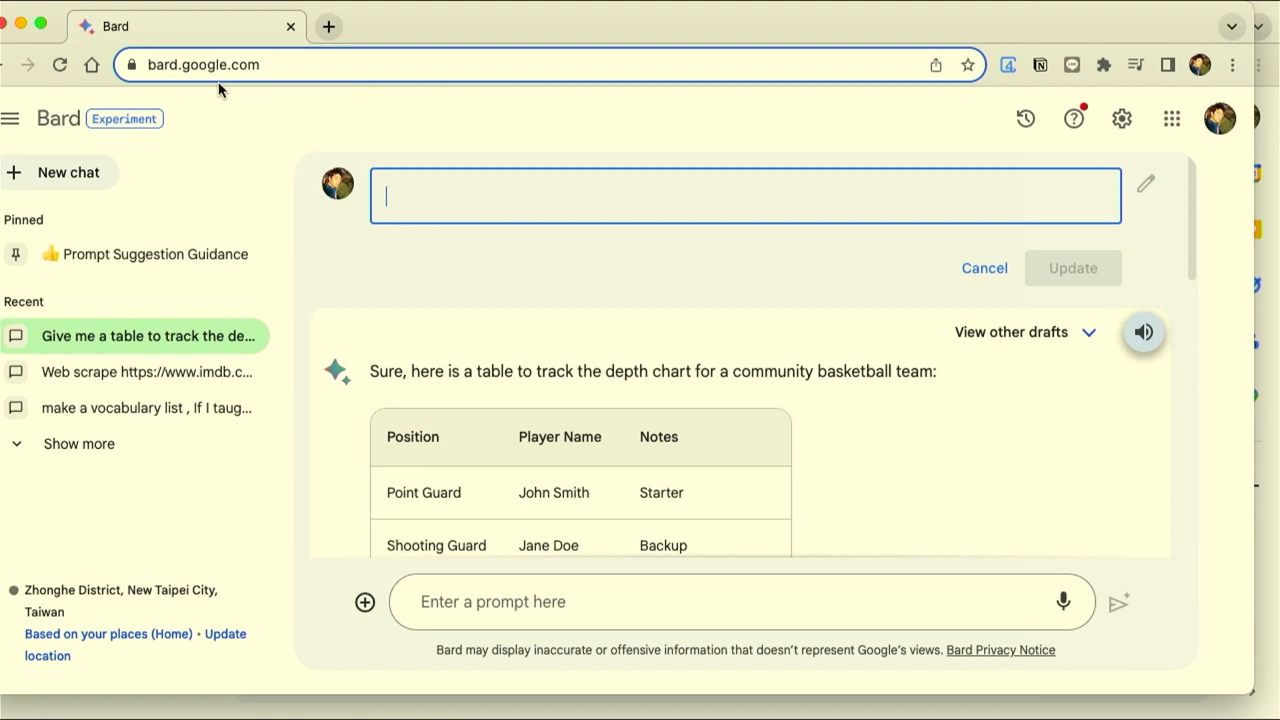 Bard
bard.google.com
Bard Experiment
New chat
Pinned
👍 Prompt Suggestion Guidance
Recent
Give me a table to track the de...
Web scrape https://www.imdb.c...
make a vocabulary list , If I taug...
Show more
Zhonghe District, New Taipei City,
Taiwan
Based on your places (Home) • Update
location
Cancel
Update
View other drafts
Sure, here is a table to track the depth chart for a community basketball team:
Position Player Name Notes
Point Guard John Smith Starter
Shooting Guard Jane Doe Backup
Enter a prompt here
Bard may display inaccurate or offensive information that doesn't represent Google's views. Bard Privacy Notice